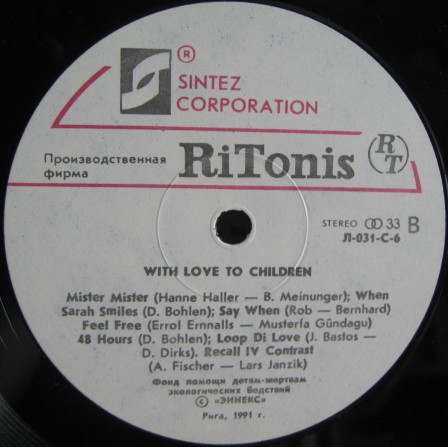 ®
SINTEZ
CORPORATION
Производственная
фирма
RiTonis
RT
STEREO 33 B
Л-031-С-6
WITH LOVE TO CHILDREN
Mister Mister (Hanne Haller — B. Meinunger); When
Sarah Smiles (D. Bohlen); Say When (Rob — Bernhard)
Feel Free (Errol Ernnalls — Musterfa Gündagu)
48 Hours (D. Bohlen); Loop Di Love (J. Bastos —
D. Dirks). Recall IV Contrast
(A. Fischer — Lars Janzik)
Фонд помощи детям-жертвам
экологических бедствий
© «ЭННЕКС»
Рига, 1991 г.